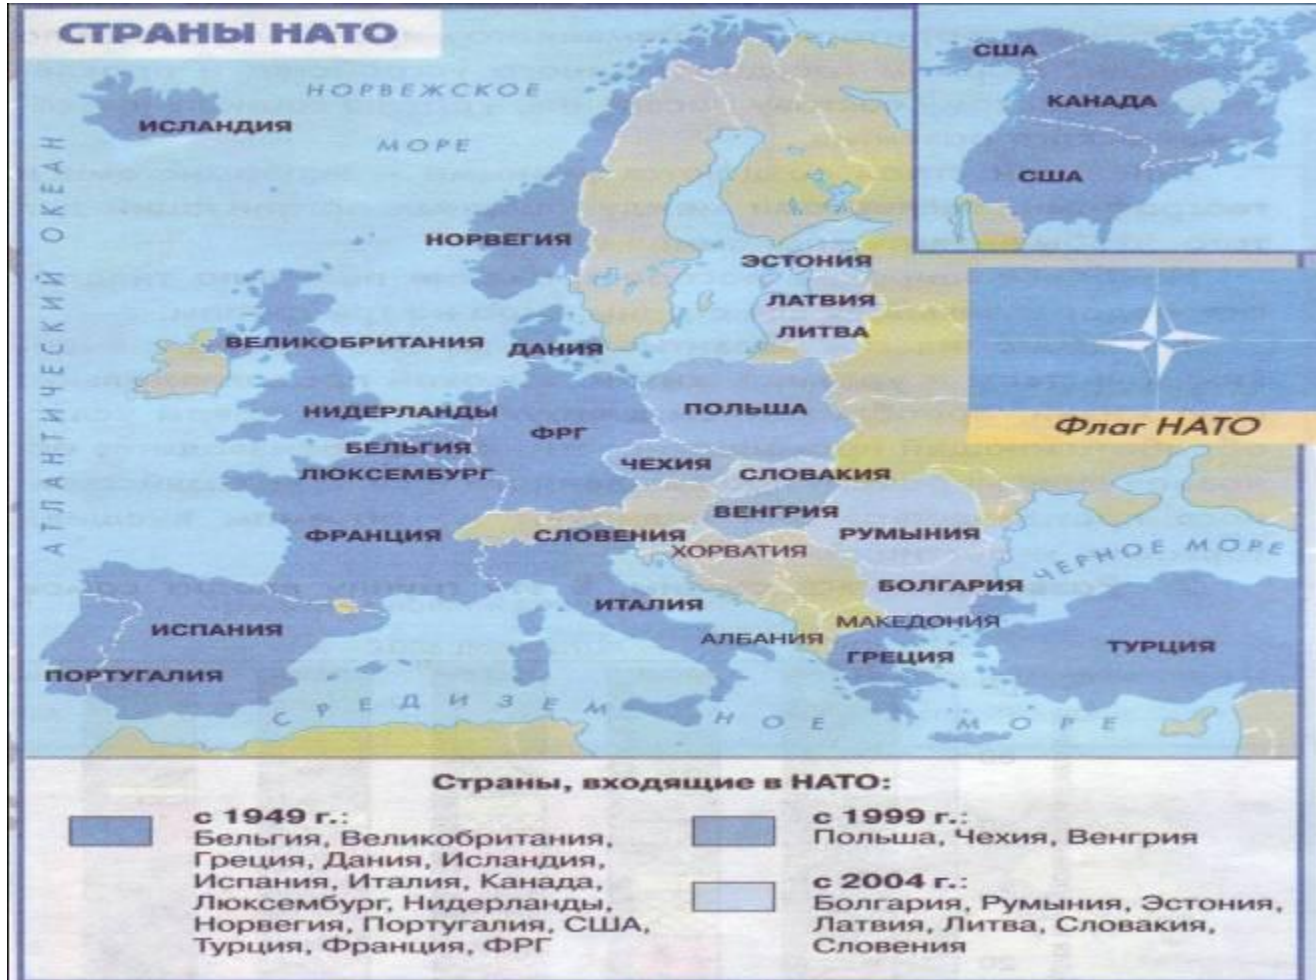 СТРАНЫ НАТО
НОРВЕЖСКОЕ
МОРЕ
АТЛАНТИЧЕСКИЙ ОКЕАН
ИСЛАНДИЯ
США
КАНАДА
США
НОРВЕГИЯ
ЭСТОНИЯ
ЛАТВИЯ
ЛИТВА
ВЕЛИКОБРИТАНИЯ
ДАНИЯ
НИДЕРЛАНДЫ
ФРГ
ПОЛЬША
Флаг НАТО
БЕЛЬГИЯ
ЛЮКСЕМБУРГ
ЧЕХИЯ
СЛОВАКИЯ
ВЕНГРИЯ
ФРАНЦИЯ
СЛОВЕНИЯ
РУМЫНИЯ
ХОРВАТИЯ
ЧЕРНОЕ МОРЕ
БОЛГАРИЯ
ИСПАНИЯ
ИТАЛИЯ
МАКЕДОНИЯ
АЛБАНИЯ
ГРЕЦИЯ
ТУРЦИЯ
ПОРТУГАЛИЯ
СРЕДИЗЕМНОЕ МОРЕ
Страны, входящие в НАТО:
с 1949 г.:
Бельгия, Великобритания,
Греция, Дания, Исландия,
Испания, Италия, Канада,
Люксембург, Нидерланды,
Норвегия, Португалия, США,
Турция, Франция, ФРГ
с 1999 г.:
Польша, Чехия, Венгрия
с 2004 г.:
Болгария, Румыния, Эстония,
Латвия, Литва, Словакия,
Словения